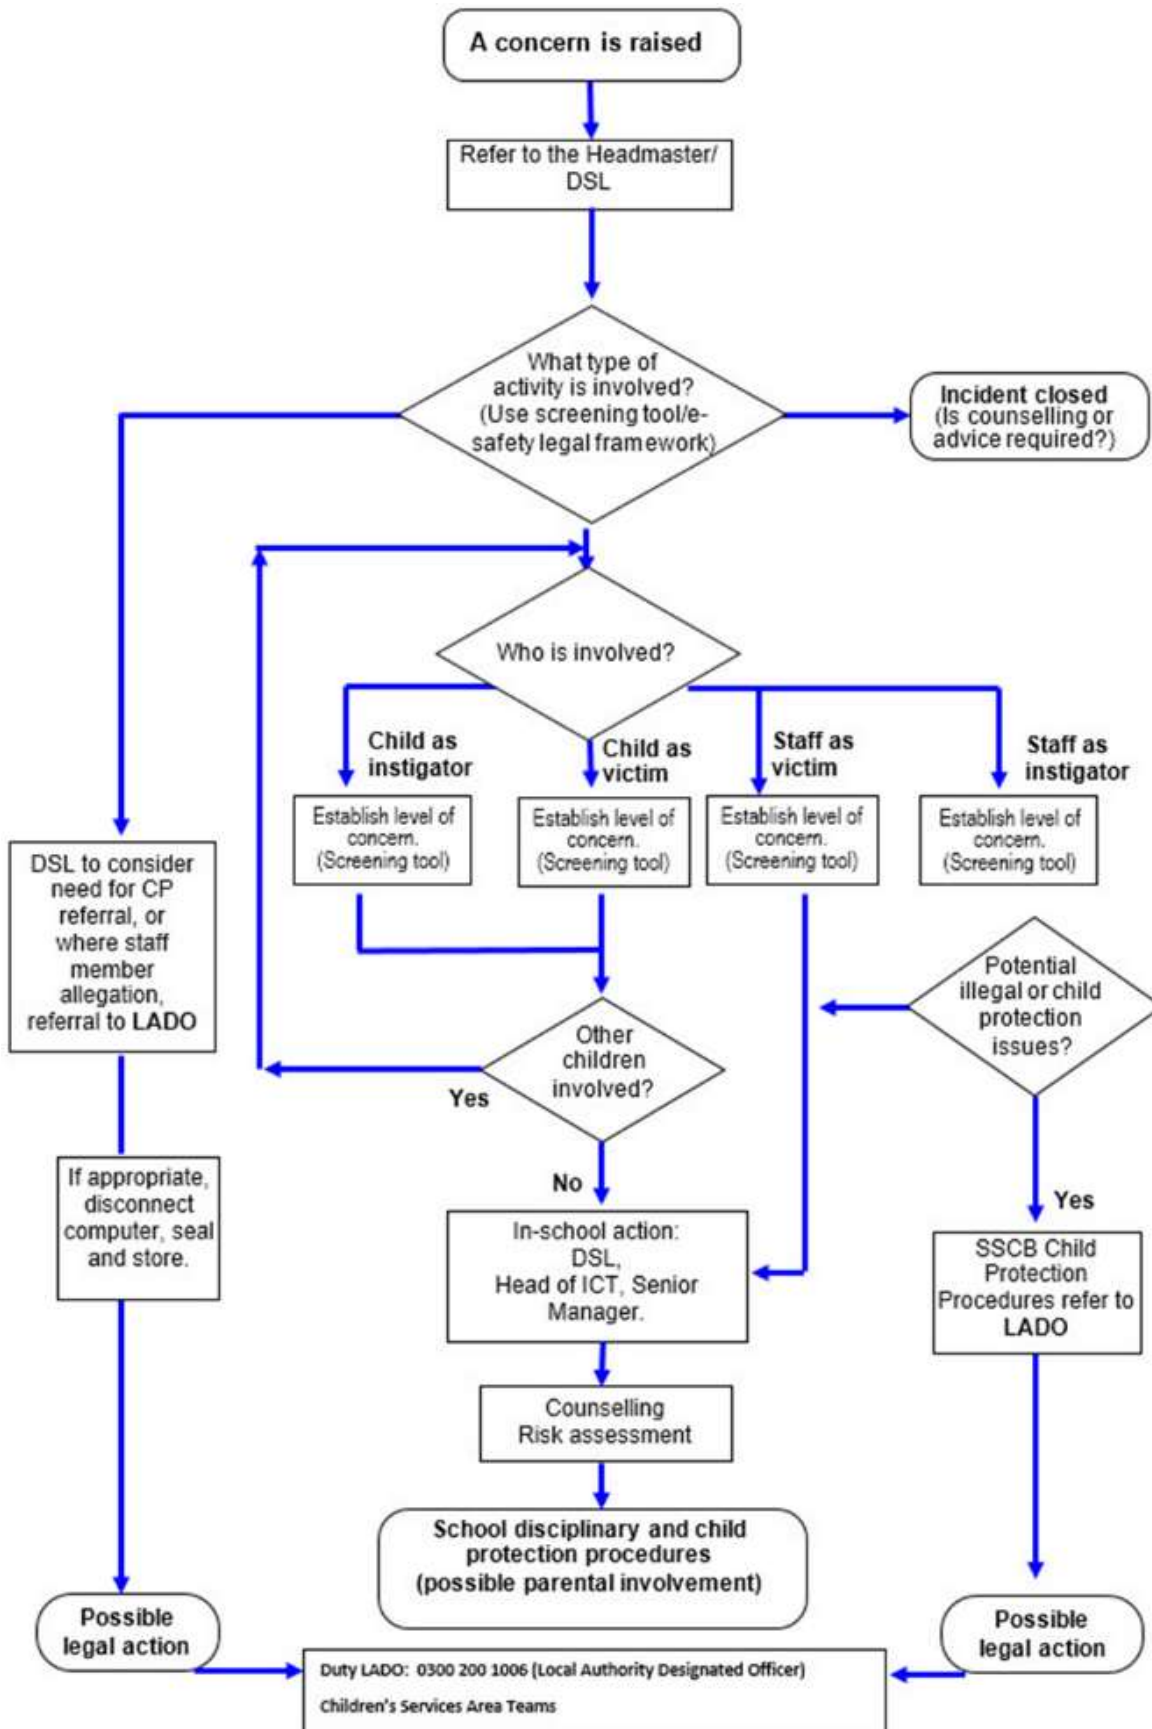 A concern is raised
Refer to the Headmaster/
DSL
What type of
activity is involved?
(Use screening tool/e-
safety legal framework)
Incident closed
(Is counselling or
advice required?)
Who is involved?
Child as
instigator
Child as
victim
Staff as
victim
Staff as
instigator
Establish level of
concern.
(Screening tool)
Establish level of
concern.
(Screening tool)
Establish level of
concern.
(Screening tool)
Establish level of
concern.
(Screening tool)
DSL to consider
need for CP
referral, or
where staff
member
allegation,
referral to LADO
Potential
illegal or child
protection
issues?
Other
children
involved?
Yes
If appropriate,
disconnect
computer, seal
and store.
No
Yes
In-school action:
DSL,
Head of ICT, Senior
Manager.
SSCB Child
Protection
Procedures refer to
LADO
Counselling
Risk assessment
School disciplinary and child
protection procedures
(possible parental involvement)
Possible
legal action
Possible
legal action
Duty LADO: 0300 200 1006 (Local Authority Designated Officer)
Children's Services Area Teams